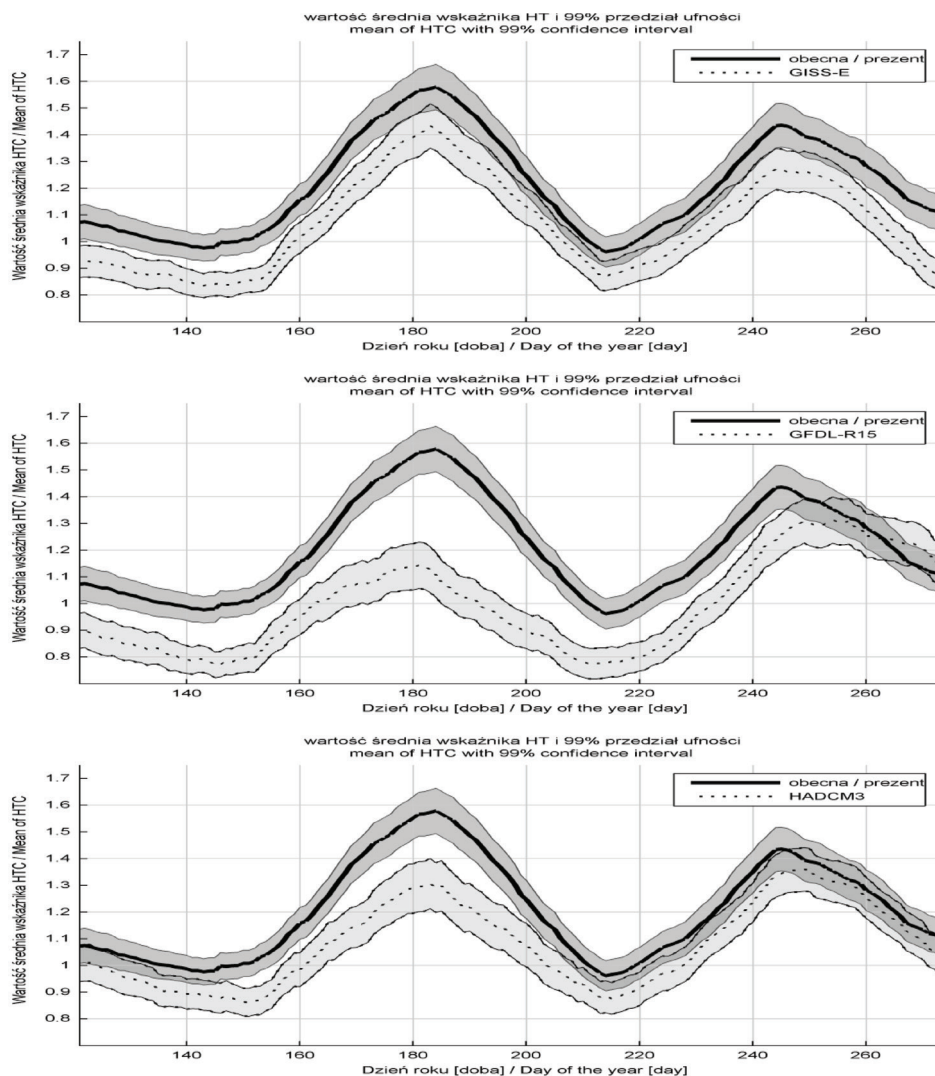 wartość średnia wskaźnika HT i 99% przedział ufności
mean of HTC with 99% confidence interval
Wartość średnia wskaźnika HTC / Mean of HTC
1.7
1.6
1.5
1.4
1.3
1.2
1.1
1
0.9
0.8
obecna / prezent
GISS-E
140 160 180 200 220 240 260
Dzień roku [doba] / Day of the year [day]
wartość średnia wskaźnika HT i 99% przedział ufności
mean of HTC with 99% confidence interval
Wartość średnia wskaźnika HTC / Mean of HTC
1.7
1.6
1.5
1.4
1.3
1.2
1.1
1
0.9
0.8
obecna / prezent
GFDL-R15
140 160 180 200 220 240 260
Dzień roku [doba] / Day of the year [day]
wartość średnia wskaźnika HT i 99% przedział ufności
mean of HTC with 99% confidence interval
Wartość średnia wskaźnika HTC / Mean of HTC
1.7
1.6
1.5
1.4
1.3
1.2
1.1
1
0.9
0.8
obecna / prezent
HADCM3
140 160 180 200 220 240 260
Dzień roku [doba] / Day of the year [day]